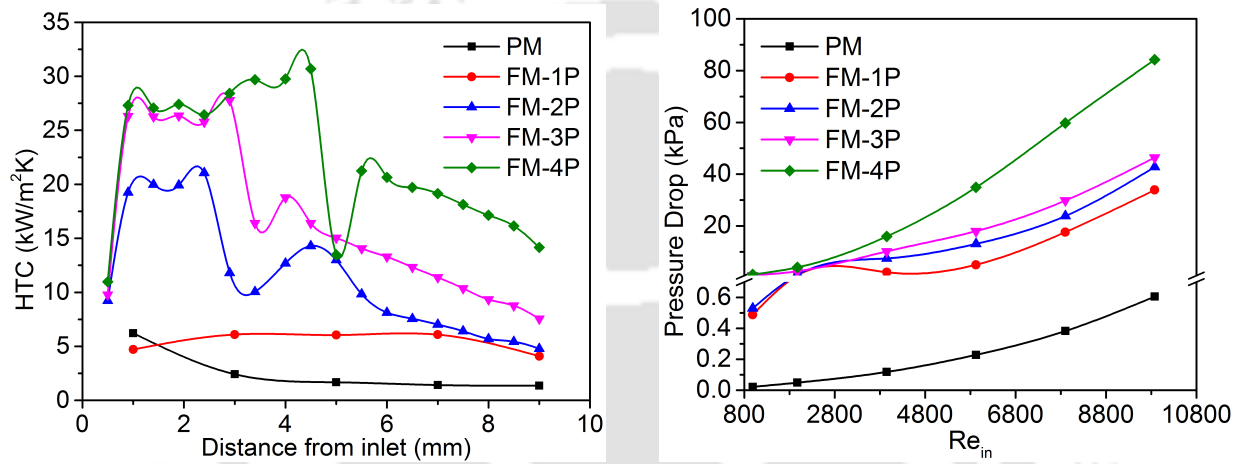 35
30
25
20
15
10
5
0
0 2 4 6 8 10
HTC (kW/m²K)
Distance from inlet (mm)
PM
FM-1P
FM-2P
FM-3P
FM-4P
100
80
60
40
20
0.6
0.4
0.2
0.0
800 2800 4800 6800 8800 10800
Pressure Drop (kPa)
Re_in
PM
FM-1P
FM-2P
FM-3P
FM-4P